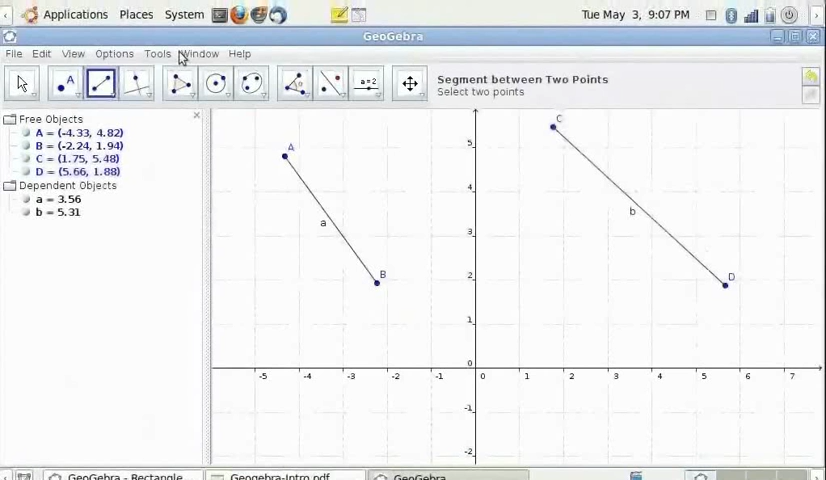 Applications Places System
Tue May 3, 9:07 PM
GeoGebra
File Edit View Options Tools Window Help
A
a=2
Segment between Two Points
Select two points
Free Objects
A = (-4.33, 4.82)
B = (-2.24, 1.94)
C = (1.75, 5.48)
D = (5.66, 1.88)
Dependent Objects
a = 3.56
b = 5.31
C
5
A
4
b
a
3
B
D
2
1
0
-5 -4 -3 -2 -1 0 1 2 3 4 5 6 7
-1
-2
GeoGebra - Rectangle...
Geogebra-Intro.pdf
GeoGebra